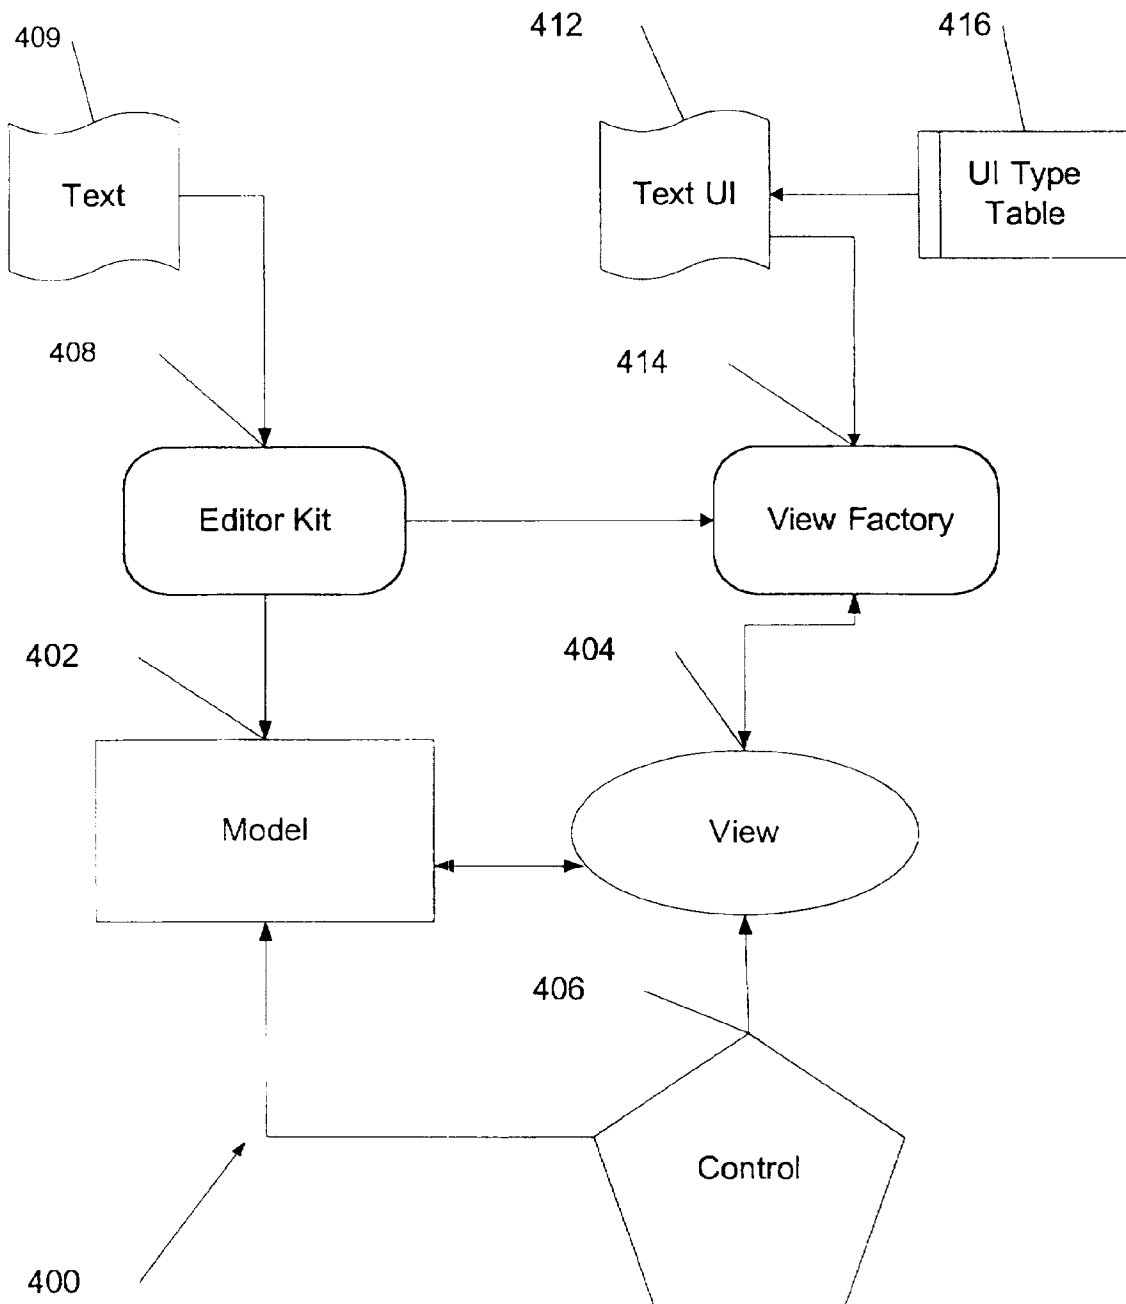 409
412
416
Text
Text UI
UI Type
Table
408
414
Editor Kit
View Factory
402
404
Model
View
406
Control
400